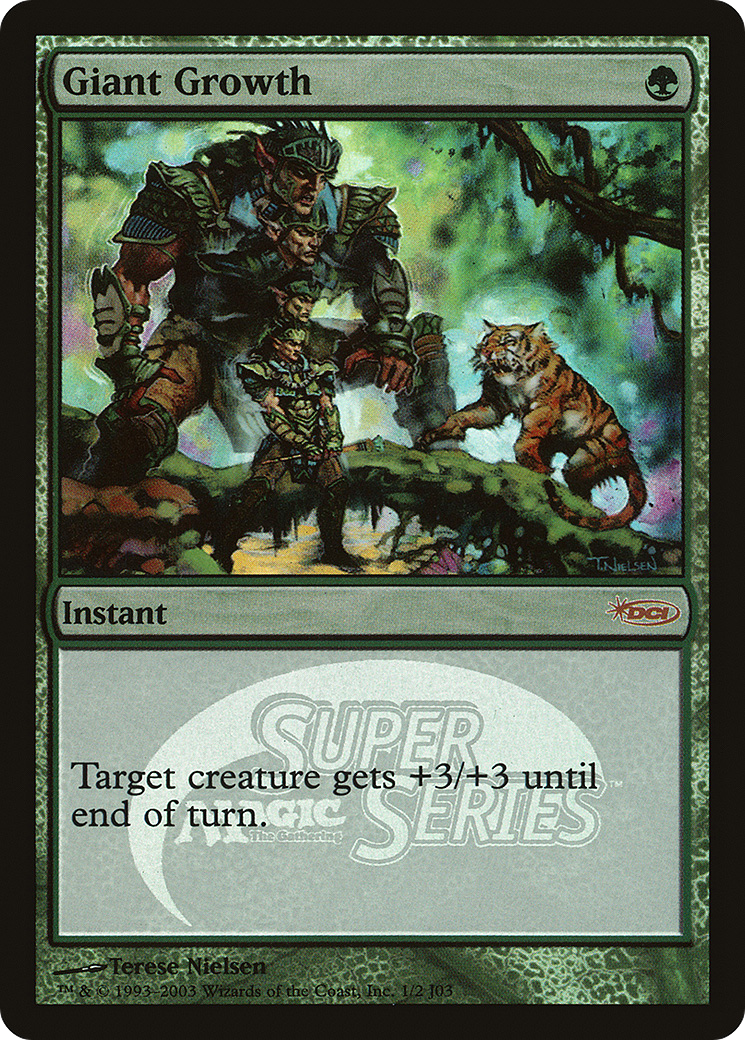 Giant Growth
T. NIELSEN
Instant
DCI
SUPER
SERIES™
MAGIC
The Gathering
Target creature gets +3/+3 until
end of turn.
Terese Nielsen
™ & © 1993–2003 Wizards of the Coast, Inc. 1/2 J03